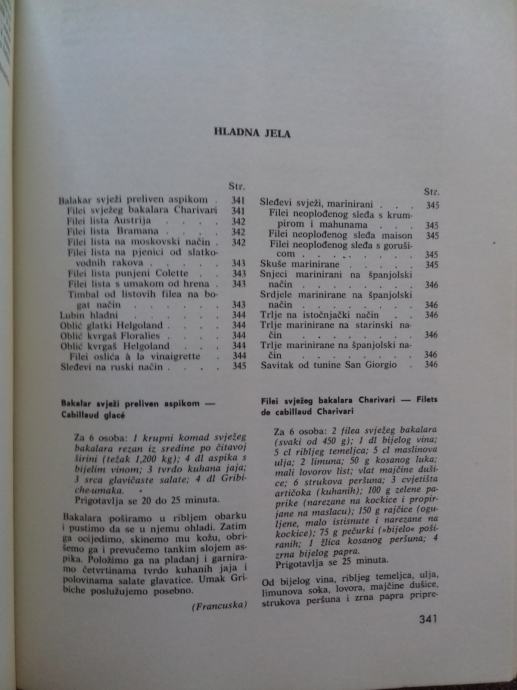 HLADNA JELA
Str.
Balakar svježi preliven aspikom . 341
Filei svježeg bakalara Charivari 341
Filei lista Austrija . . . . 342
Filei lista Bramana . . . . 342
Filei lista na moskovski način . 342
Filei lista na pjenici od slatko-
vodnih rakova . . . . 343
Filei lista punjeni Colette . . 343
Filei lista s umakom od hrena . 343
Timbal od listovih filea na bo-
gat način . . . . . 343
Lubin hladni . . . . . 344
Oblić glatki Helgoland . . . 344
Oblić kvrgaš Floralies . . . 344
Oblić kvrgaš Helgoland . . . 344
Filei oslića à la vinaigrette . . 344
Sleđevi na ruski način . . . . 345
Str.
Sleđevi svježi, marinirani . . . 345
Filei neoplođenog sleđa s krum-
pirom i mahunama . . . 345
Filei neoplođenog sleđa maison 345
Filei neoplođenog sleđa s goruši-
com . . . . . . . 345
Skuše marinirane . . . . . 345
Snjeci marinirani na španjolski
način . . . . . . . 346
Srdjele marinirane na španjolski
način . . . . . . . 346
Trlje na istočnjački način . . 346
Trlje marinirane na starinski na-
čin . . . . . . . . 346
Trlje marinirane na španjolski na-
čin . . . . . . . . 346
Savitak od tunine San Giorgio . 346
Bakalar svježi preliven aspikom —
Cabillaud glacé
Za 6 osoba: 1 krupni komad svježeg
bakalara rezan iz sredine po čitavoj
širini (težak 1,200 kg); 4 dl aspika s
bijelim vinom; 3 tvrdo kuhana jaja;
3 srca glavičaste salate; 4 dl Gribi-
che-umaka.
Prigotavlja se 20 do 25 minuta.
Bakalara poširamo u ribljem obarku
i pustimo da se u njemu ohladi. Zatim
ga ocijedimo, skinemo mu kožu, obri-
šemo ga i prevučemo tankim slojem as-
pika. Položimo ga na pladanj i garnira-
mo četvrtinama tvrdo kuhanih jaja i
polovinama salate glavatice. Umak Gri-
biche poslužujemo posebno.
(Francuska)
Filei svježeg bakalara Charivari — Filets
de cabillaud Charivari
Za 6 osoba: 2 filea svježeg bakalara
(svaki od 450 g); 1 dl bijelog vina;
5 cl ribljeg temeljca; 5 cl maslinova
ulja; 2 limuna; 50 g kosanog luka;
mali lovorov list; vlat majčine duši-
ce; 6 strukova peršuna; 3 cvjetišta
artičoka (kuhanih); 100 g zelene pa-
prike (narezane na kockice i propir-
jane na maslacu); 150 g rajčice (ogu-
ljene, malo istisnute i narezane na
kockice); 75 g pečurki (»bijelo« poši-
ranih; 1 žlica kosanog peršuna; 4
zrna bijelog papra.
Prigotavlja se 25 minuta.
Od bijelog vina, ribljeg temeljca, ulja,
limunova soka, lovora, majčine dušice,
strukova peršuna i zrna papra pripre-
341